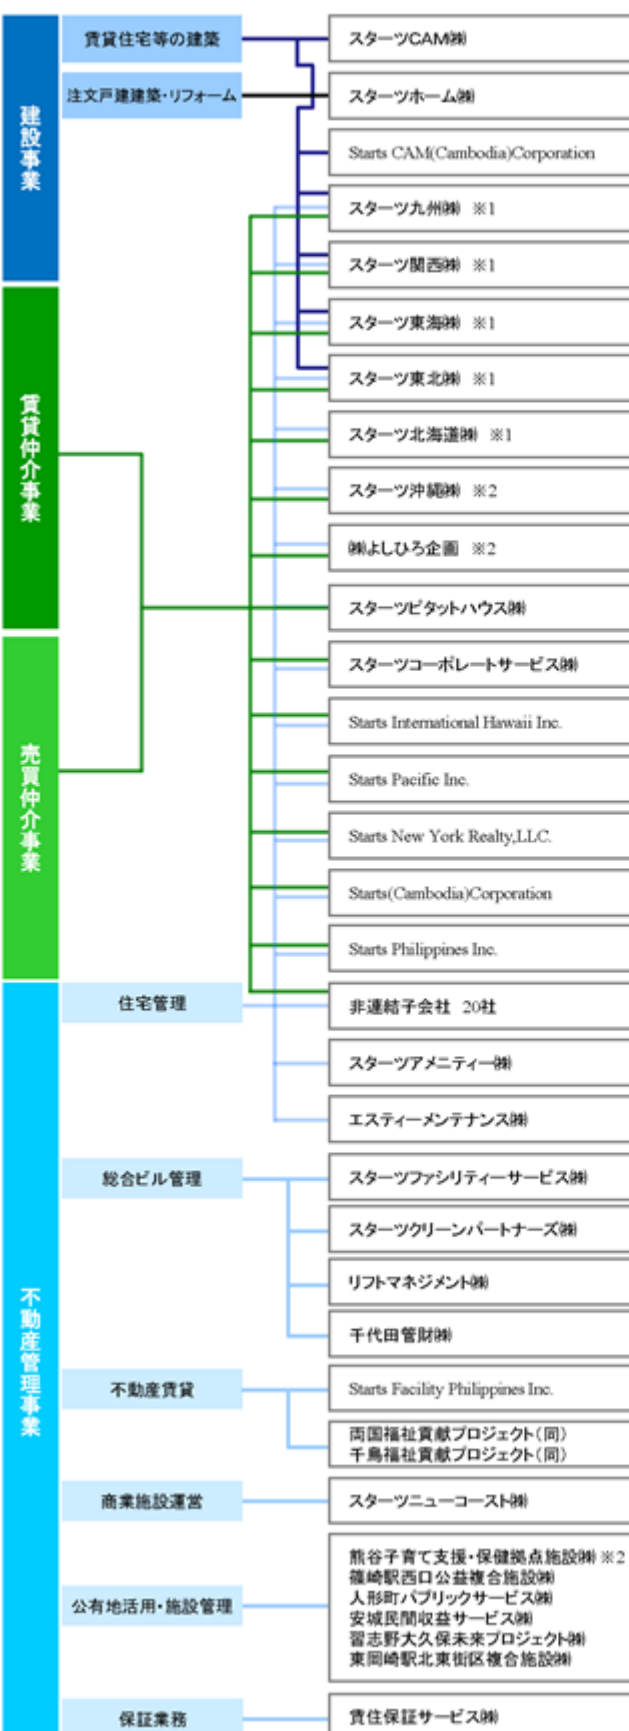 建設事業
賃貸住宅等の建築
スターツCAM㈱
注文戸建建築・リフォーム
スターツホーム㈱
Starts CAM(Cambodia)Corporation
スターツ九州㈱ ※1
スターツ関西㈱ ※1
賃貸仲介事業
スターツ東海㈱ ※1
スターツ東北㈱ ※1
スターツ北海道㈱ ※1
スターツ沖縄㈱ ※2
㈱よしひろ企画 ※2
スターツピタットハウス㈱
売買仲介事業
スターツコーポレートサービス㈱
Starts International Hawaii Inc.
Starts Pacific Inc.
Starts New York Realty,LLC.
Starts(Cambodia)Corporation
Starts Philippines Inc.
不動産管理事業
住宅管理
非連結子会社 20社
スターツアメニティー㈱
エスティーメンテナンス㈱
総合ビル管理
スターツファシリティーサービス㈱
スターツクリーンパートナーズ㈱
リフトマネジメント㈱
千代田管財㈱
不動産賃貸
Starts Facility Philippines Inc.
両国福祉貢献プロジェクト(同)
千鳥福祉貢献プロジェクト(同)
商業施設運営
スターツニューコースト㈱
公有地活用・施設管理
熊谷子育て支援・保健拠点施設㈱ ※2
篠崎駅西口公益複合施設㈱
人形町パブリックサービス㈱
安城民間収益サービス㈱
習志野大久保未来プロジェクト㈱
東岡崎駅北東街区複合施設㈱
保証業務
賃住保証サービス㈱